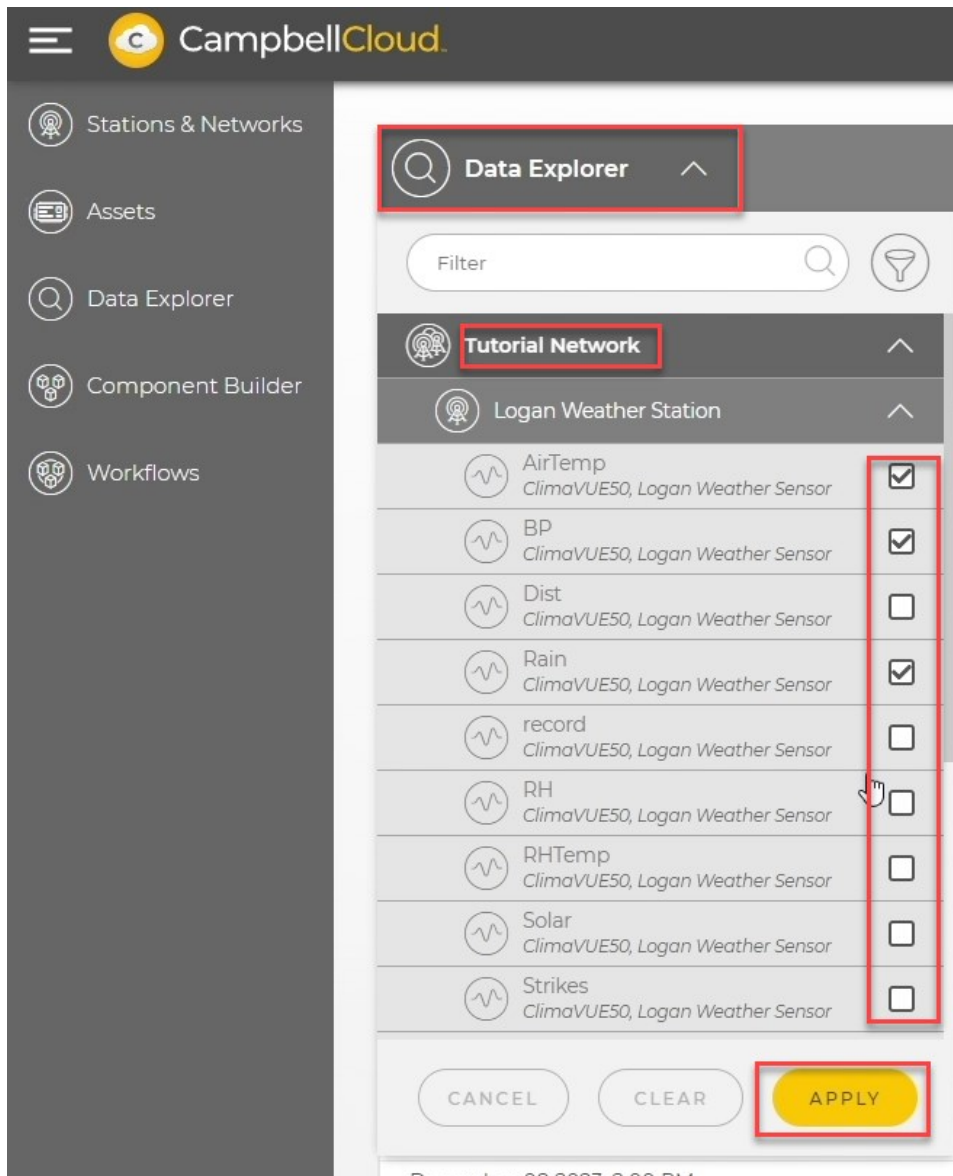 CampbellCloud™
Stations & Networks
Assets
Data Explorer
Component Builder
Workflows
Data Explorer
Filter
Tutorial Network
Logan Weather Station
AirTemp
ClimaVUE50, Logan Weather Sensor
BP
ClimaVUE50, Logan Weather Sensor
Dist
ClimaVUE50, Logan Weather Sensor
Rain
ClimaVUE50, Logan Weather Sensor
record
ClimaVUE50, Logan Weather Sensor
RH
ClimaVUE50, Logan Weather Sensor
RHTemp
ClimaVUE50, Logan Weather Sensor
Solar
ClimaVUE50, Logan Weather Sensor
Strikes
ClimaVUE50, Logan Weather Sensor
CANCEL
CLEAR
APPLY